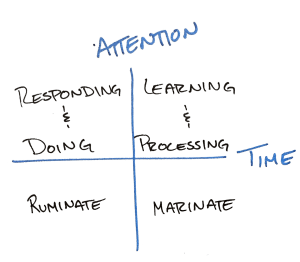 ATTENTION
RESPONDING
&
DOING
LEARNING
&
PROCESSING
TIME
RUMINATE
MARINATE